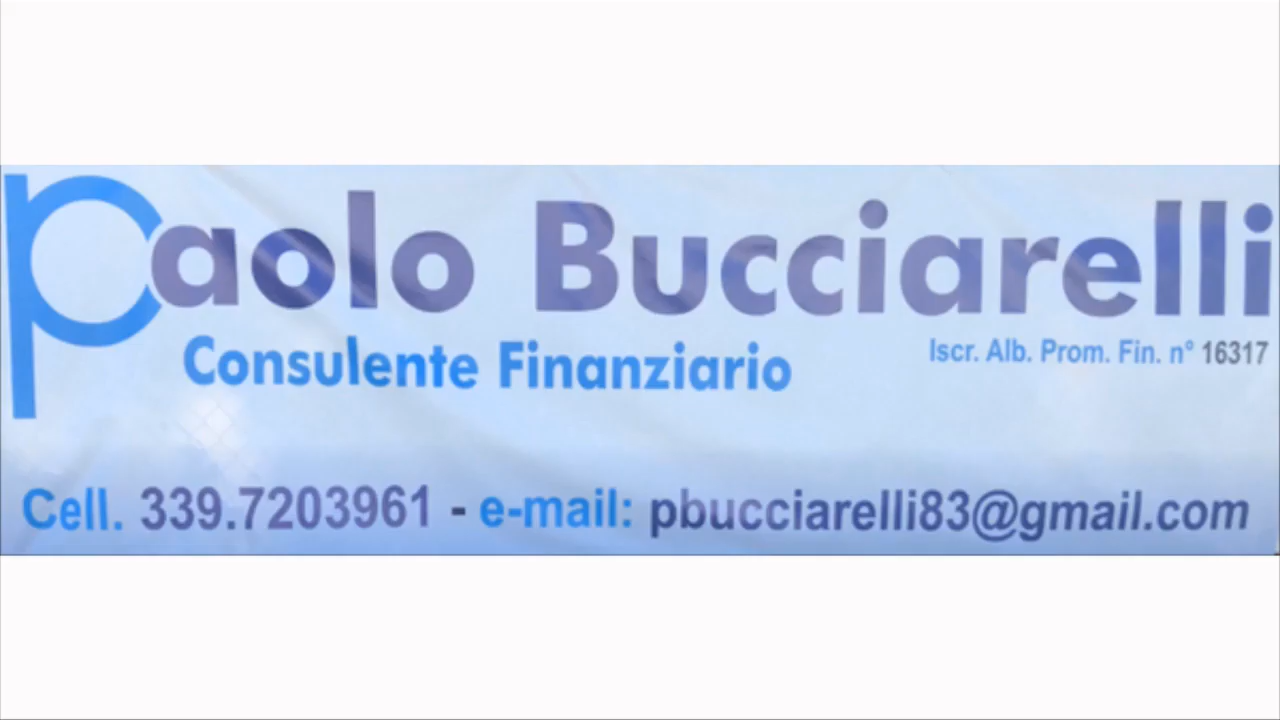 Paolo Bucciarelli
Consulente Finanziario
Iscr. Alb. Prom. Fin. n° 16317
Cell. 339.7203961 - e-mail: pbucciarelli83@gmail.com